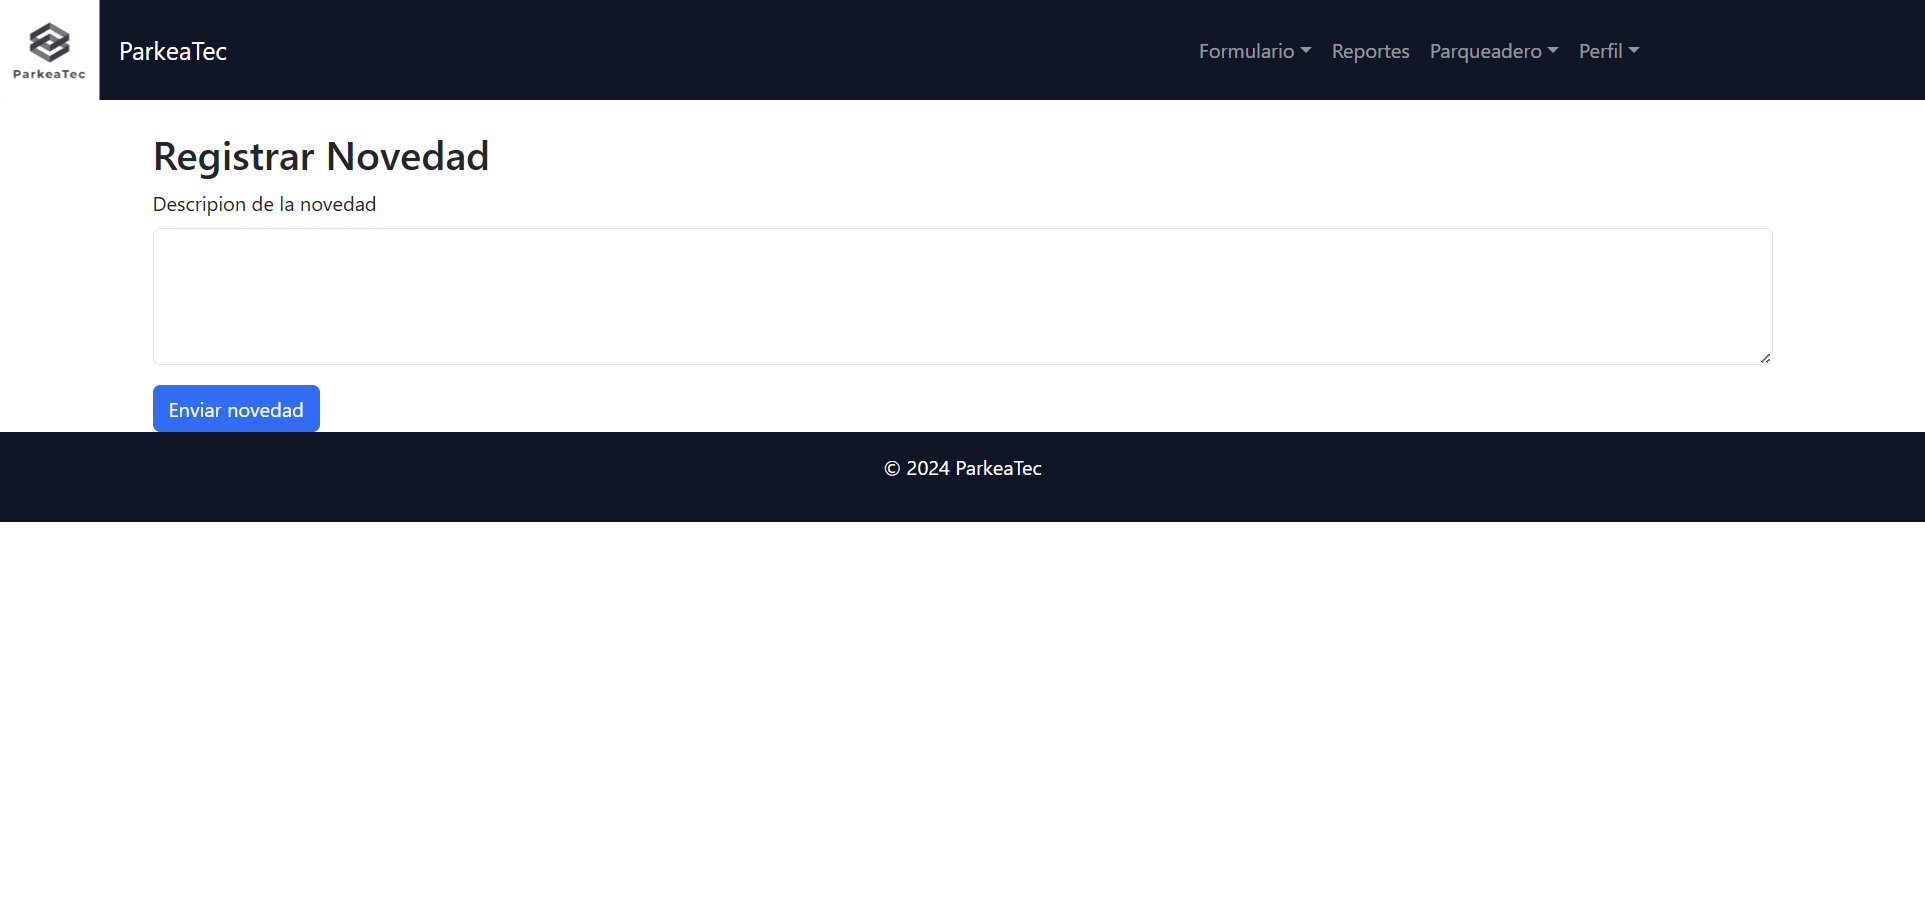 ParkeaTec
ParkeaTec
Formulario Reportes Parqueadero Perfil
Registrar Novedad
Descripion de la novedad
Enviar novedad
© 2024 ParkeaTec